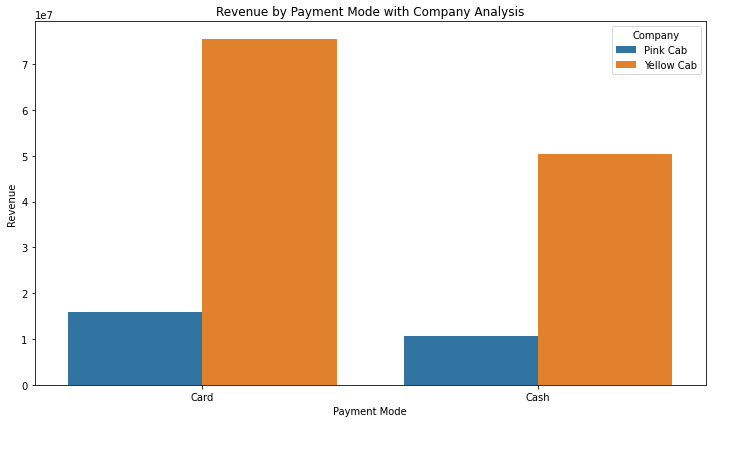 Revenue by Payment Mode with Company Analysis
1e7
Company
Pink Cab
Yellow Cab
7
6
5
4
3
2
1
0
Revenue
Card
Cash
Payment Mode